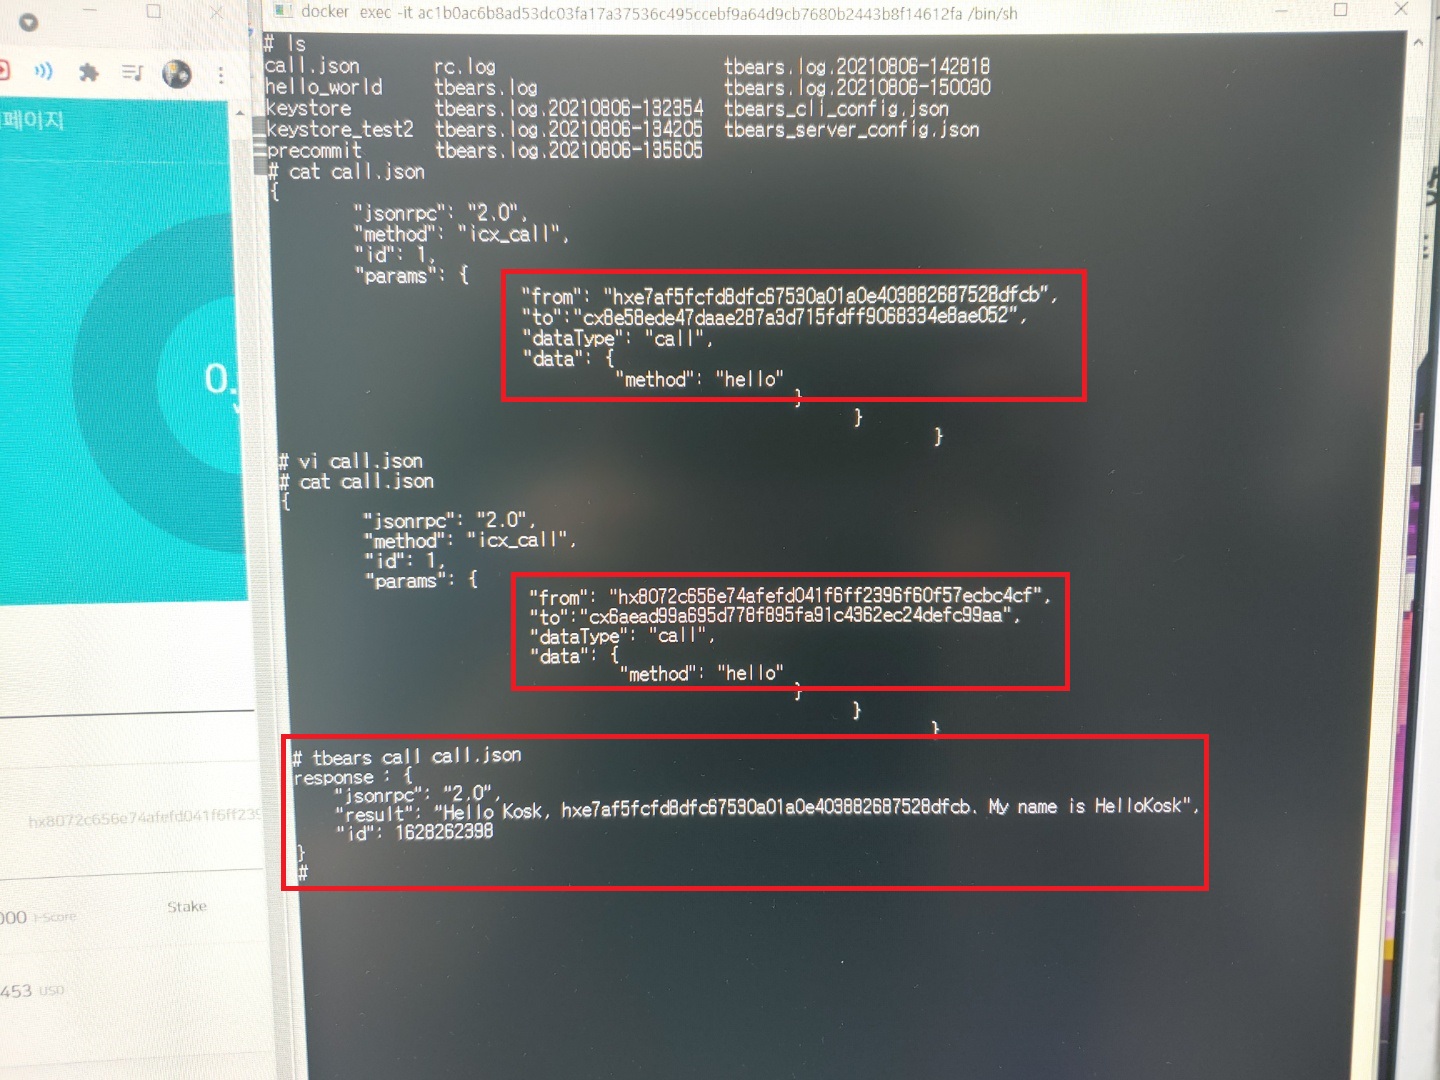 docker exec -it ac1b0ac6b8ad53dc03fa17a37536c495ccebf9a64d9cb7680b2443b8f14612fa /bin/sh
# ls
call.json rc.log tbears.log.20210806-142818
hello_world tbears.log tbears.log.20210806-150030
keystore tbears.log.20210806-132354 tbears_cli_config.json
keystore_test2 tbears.log.20210806-134205 tbears_server_config.json
precommit tbears.log.20210806-135605
# cat call.json
{
"jsonrpc": "2.0",
"method": "icx_call",
"id": 1,
"params": {
"from": "hxe7af5fcfd8dfc67530a01a0e403882687528dfcb",
"to":"cx8e58ede47daae287a3d715fdff9068334e8ae052",
"dataType": "call",
"data": {
"method": "hello"
}
}
}
# vi call.json
# cat call.json
{
"jsonrpc": "2.0",
"method": "icx_call",
"id": 1,
"params": {
"from": "hx8072c656e74afefd041f6ff2396f60f57ecbc4cf",
"to":"cx6aead99a695d778f895fa91c4362ec24defc99aa",
"dataType": "call",
"data": {
"method": "hello"
}
}
}
# tbears call call.json
response : {
"jsonrpc": "2.0",
"result": "Hello Kosk, hxe7af5fcfd8dfc67530a01a0e403882687528dfcb. My name is HelloKosk",
"id": 1628262398
}
#
페이지
0.
hx8072c656e74afefd041f6ff239
000 I-Score
Stake
453 USD